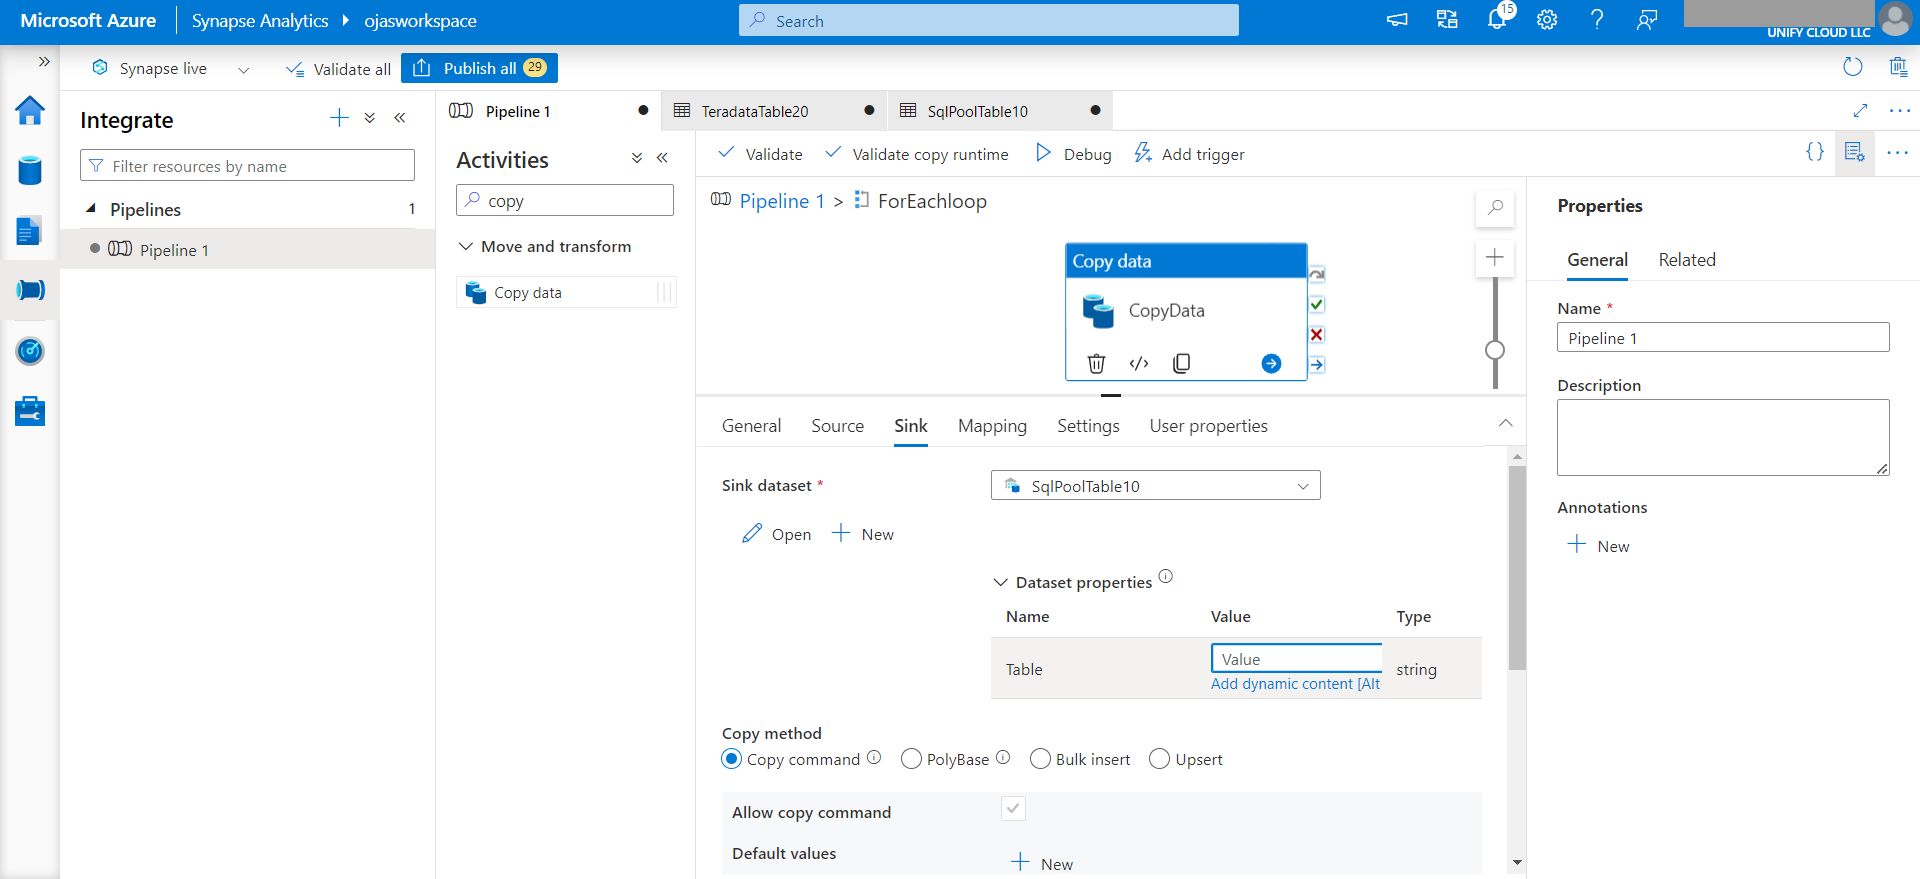 Microsoft Azure
Synapse Analytics
ojasworkspace
Search
15
UNIFY CLOUD LLC
Synapse live
Validate all
Publish all 29
Integrate
Filter resources by name
Pipelines 1
Pipeline 1
Pipeline 1
TeradataTable20
SqlPoolTable10
Activities
copy
Move and transform
Copy data
Validate
Validate copy runtime
Debug
Add trigger
{}
Pipeline 1 > ForEachloop
Copy data
CopyData
General
Source
Sink
Mapping
Settings
User properties
Sink dataset *
SqlPoolTable10
Open
New
Dataset properties
Name Value Type
Table
Value
string
Add dynamic content [Alt
Copy method
Copy command
PolyBase
Bulk insert
Upsert
Allow copy command
Default values
New
Properties
General
Related
Name *
Pipeline 1
Description
Annotations
New